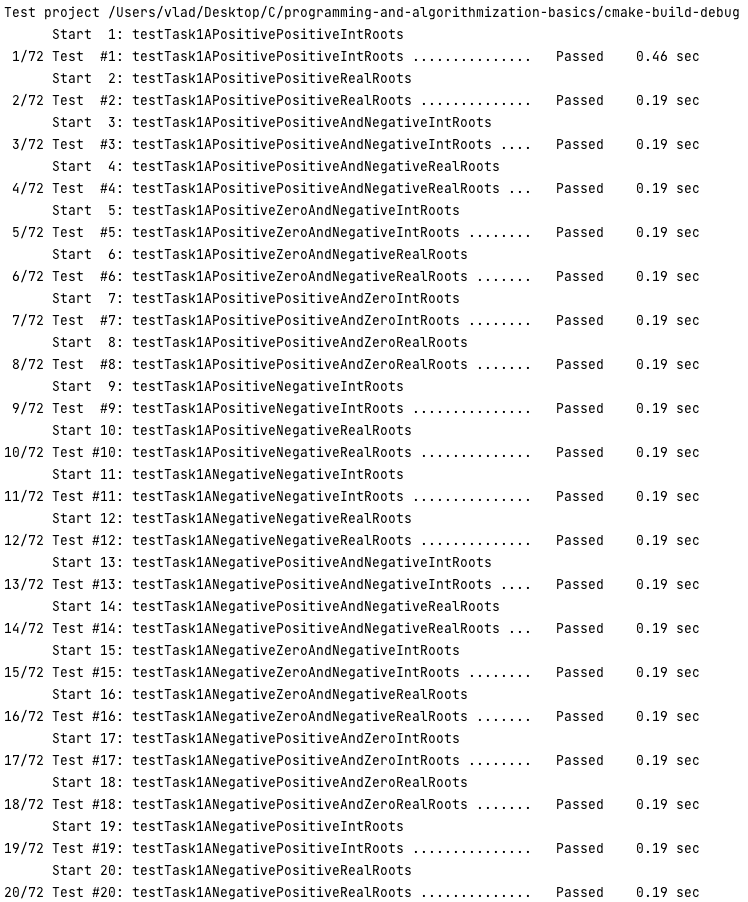 Test project /Users/vlad/Desktop/C/programming-and-algorithmization-basics/cmake-build-debug
      Start  1: testTask1APositivePositiveIntRoots
 1/72 Test  #1: testTask1APositivePositiveIntRoots ...............   Passed    0.46 sec
      Start  2: testTask1APositivePositiveRealRoots
 2/72 Test  #2: testTask1APositivePositiveRealRoots ..............   Passed    0.19 sec
      Start  3: testTask1APositivePositiveAndNegativeIntRoots
 3/72 Test  #3: testTask1APositivePositiveAndNegativeIntRoots ....   Passed    0.19 sec
      Start  4: testTask1APositivePositiveAndNegativeRealRoots
 4/72 Test  #4: testTask1APositivePositiveAndNegativeRealRoots ...   Passed    0.19 sec
      Start  5: testTask1APositiveZeroAndNegativeIntRoots
 5/72 Test  #5: testTask1APositiveZeroAndNegativeIntRoots ........   Passed    0.19 sec
      Start  6: testTask1APositiveZeroAndNegativeRealRoots
 6/72 Test  #6: testTask1APositiveZeroAndNegativeRealRoots .......   Passed    0.19 sec
      Start  7: testTask1APositivePositiveAndZeroIntRoots
 7/72 Test  #7: testTask1APositivePositiveAndZeroIntRoots ........   Passed    0.19 sec
      Start  8: testTask1APositivePositiveAndZeroRealRoots
 8/72 Test  #8: testTask1APositivePositiveAndZeroRealRoots .......   Passed    0.19 sec
      Start  9: testTask1APositiveNegativeIntRoots
 9/72 Test  #9: testTask1APositiveNegativeIntRoots ...............   Passed    0.19 sec
      Start 10: testTask1APositiveNegativeRealRoots
10/72 Test #10: testTask1APositiveNegativeRealRoots ..............   Passed    0.19 sec
      Start 11: testTask1ANegativeNegativeIntRoots
11/72 Test #11: testTask1ANegativeNegativeIntRoots ...............   Passed    0.19 sec
      Start 12: testTask1ANegativeNegativeRealRoots
12/72 Test #12: testTask1ANegativeNegativeRealRoots ..............   Passed    0.19 sec
      Start 13: testTask1ANegativePositiveAndNegativeIntRoots
13/72 Test #13: testTask1ANegativePositiveAndNegativeIntRoots ....   Passed    0.19 sec
      Start 14: testTask1ANegativePositiveAndNegativeRealRoots
14/72 Test #14: testTask1ANegativePositiveAndNegativeRealRoots ...   Passed    0.19 sec
      Start 15: testTask1ANegativeZeroAndNegativeIntRoots
15/72 Test #15: testTask1ANegativeZeroAndNegativeIntRoots ........   Passed    0.19 sec
      Start 16: testTask1ANegativeZeroAndNegativeRealRoots
16/72 Test #16: testTask1ANegativeZeroAndNegativeRealRoots .......   Passed    0.19 sec
      Start 17: testTask1ANegativePositiveAndZeroIntRoots
17/72 Test #17: testTask1ANegativePositiveAndZeroIntRoots ........   Passed    0.19 sec
      Start 18: testTask1ANegativePositiveAndZeroRealRoots
18/72 Test #18: testTask1ANegativePositiveAndZeroRealRoots .......   Passed    0.19 sec
      Start 19: testTask1ANegativePositiveIntRoots
19/72 Test #19: testTask1ANegativePositiveIntRoots ...............   Passed    0.19 sec
      Start 20: testTask1ANegativePositiveRealRoots
20/72 Test #20: testTask1ANegativePositiveRealRoots ..............   Passed    0.19 sec